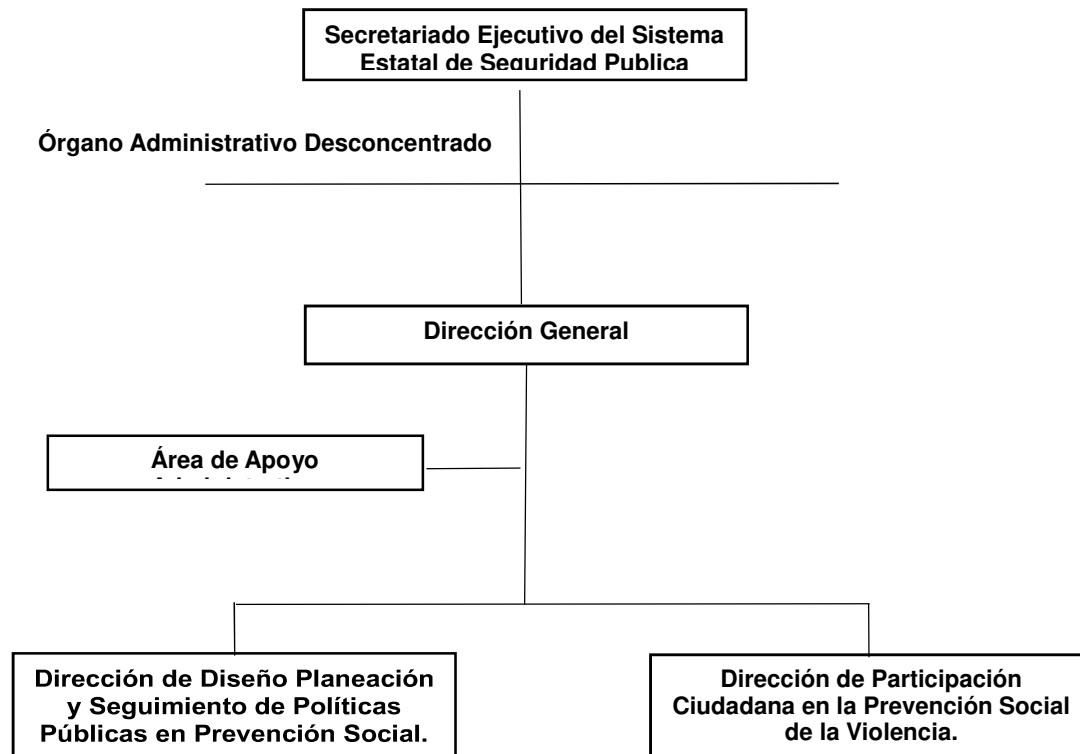 Secretariado Ejecutivo del Sistema
Estatal de Seguridad Publica
Órgano Administrativo Desconcentrado
Dirección General
Área de Apoyo
Dirección de Diseño Planeación
y Seguimiento de Políticas
Públicas en Prevención Social.
Dirección de Participación
Ciudadana en la Prevención Social
de la Violencia.